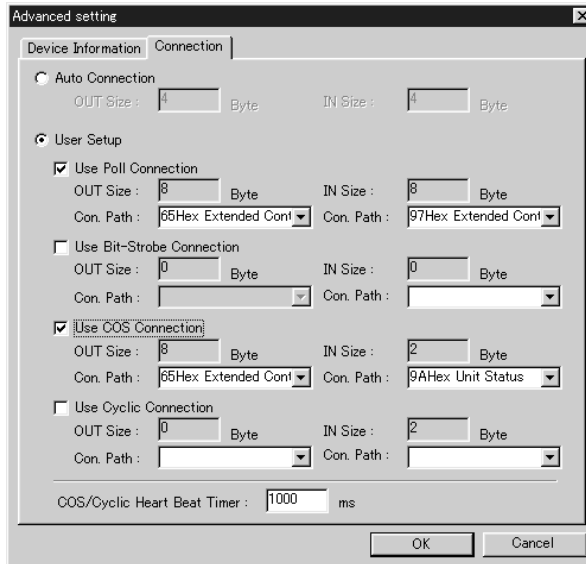 Advanced setting
Device Information Connection
Auto Connection
OUT Size : 4 Byte IN Size : 4 Byte
User Setup
Use Poll Connection
OUT Size : 8 Byte IN Size : 8 Byte
Con. Path : 65Hex Extended Cont Con. Path : 97Hex Extended Cont
Use Bit-Strobe Connection
OUT Size : 0 Byte IN Size : 0 Byte
Con. Path : Con. Path :
Use COS Connection
OUT Size : 8 Byte IN Size : 2 Byte
Con. Path : 65Hex Extended Cont Con. Path : 9AHex Unit Status
Use Cyclic Connection
OUT Size : 0 Byte IN Size : 2 Byte
Con. Path : Con. Path :
COS/Cyclic Heart Beat Timer : 1000 ms
OK Cancel